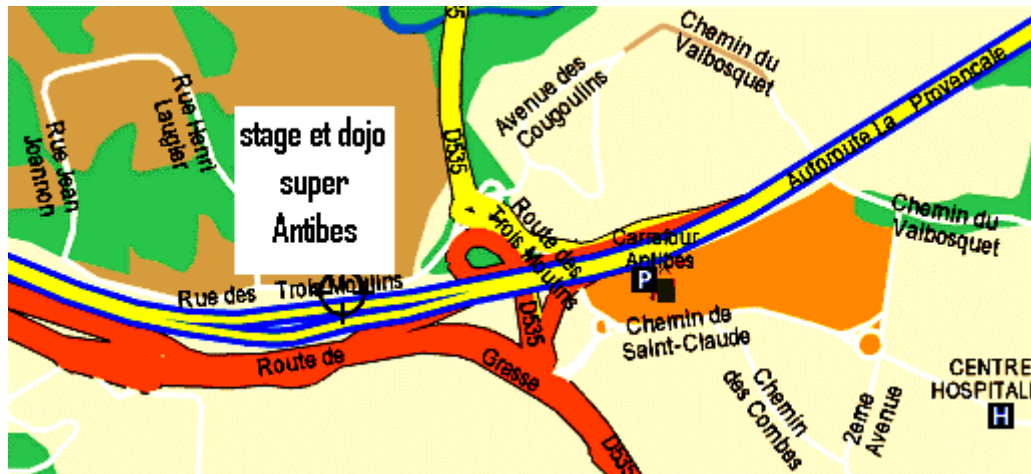 D535
Chemin du
Valbosquet
Avenue des
Cougoulins
Rue Henri
Laugier
Rue Jean
Joannon
stage et dojo
super
Antibes
D535
Autoroute La Provencale
Route des
Trois Moulins
Chemin du
Valbosquet
Carrefour
Antibes
P
Rue des Trois Moulins
D535
Chemin de
Saint-Claude
Route de Grasse
Chemin
des Combes
2eme
Avenue
CENTRE
HOSPITALI
H
D535